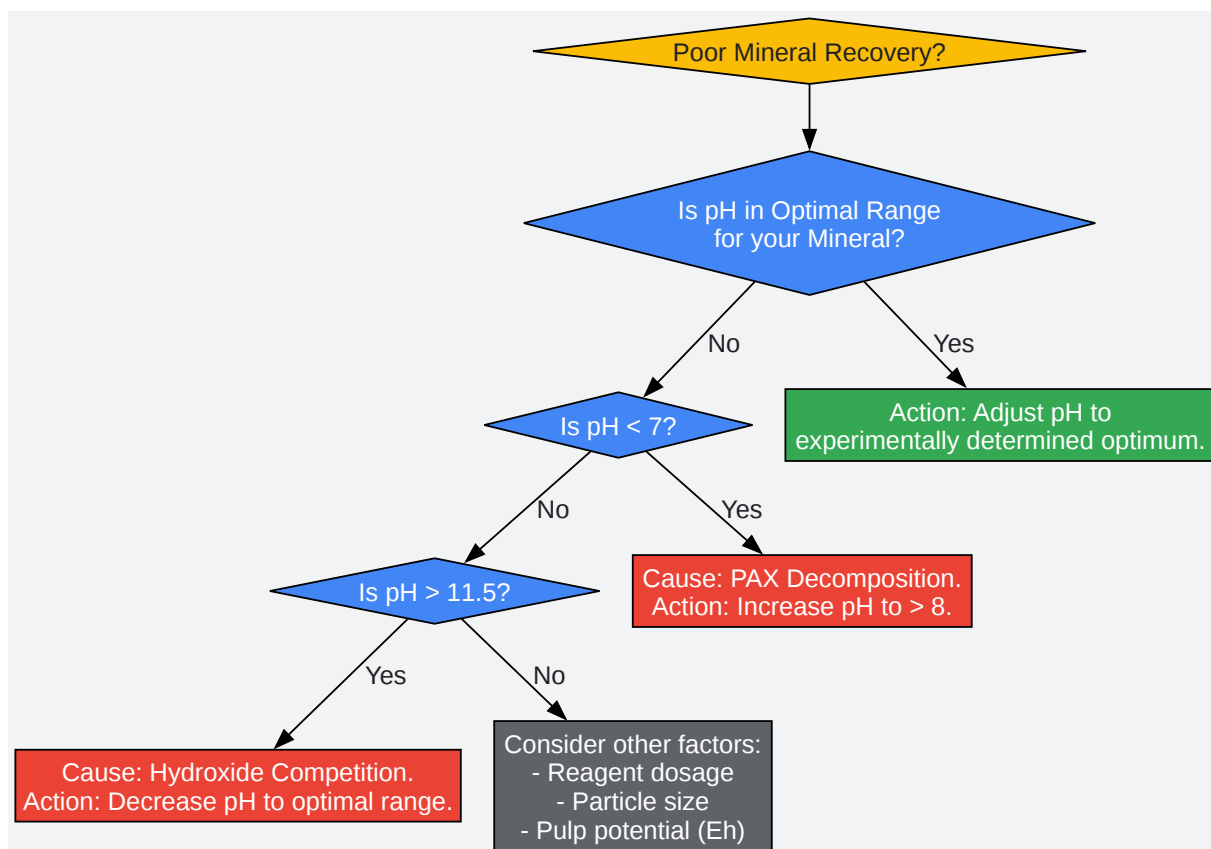 Poor Mineral Recovery?
Is pH in Optimal Range
for your Mineral?
No
Yes
Is pH < 7?
Action: Adjust pH to
experimentally determined optimum.
No
Yes
Is pH > 11.5?
Cause: PAX Decomposition.
Action: Increase pH to > 8.
Yes
No
Cause: Hydroxide Competition.
Action: Decrease pH to optimal range.
Consider other factors:
- Reagent dosage
- Particle size
- Pulp potential (Eh)